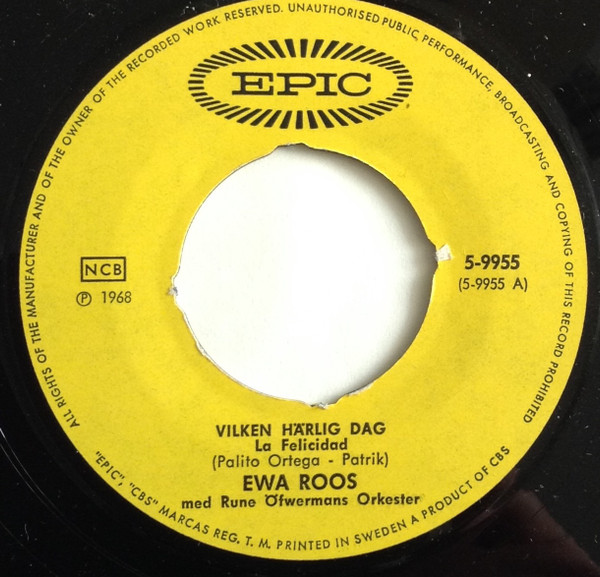 ALL RIGHTS OF THE MANUFACTURER AND OF THE OWNER OF THE RECORDED WORK RESERVED. UNAUTHORISED PUBLIC PERFORMANCE, BROADCASTING AND COPYING OF THIS RECORD PROHIBITED
EPIC
NCB
℗ 1968
5-9955
(5-9955 A)
VILKEN HÄRLIG DAG
La Felicidad
(Palito Ortega - Patrik)
EWA ROOS
med Rune Öfwermans Orkester
"EPIC", "CBS" MARCAS REG. T. M. PRINTED IN SWEDEN A PRODUCT OF CBS